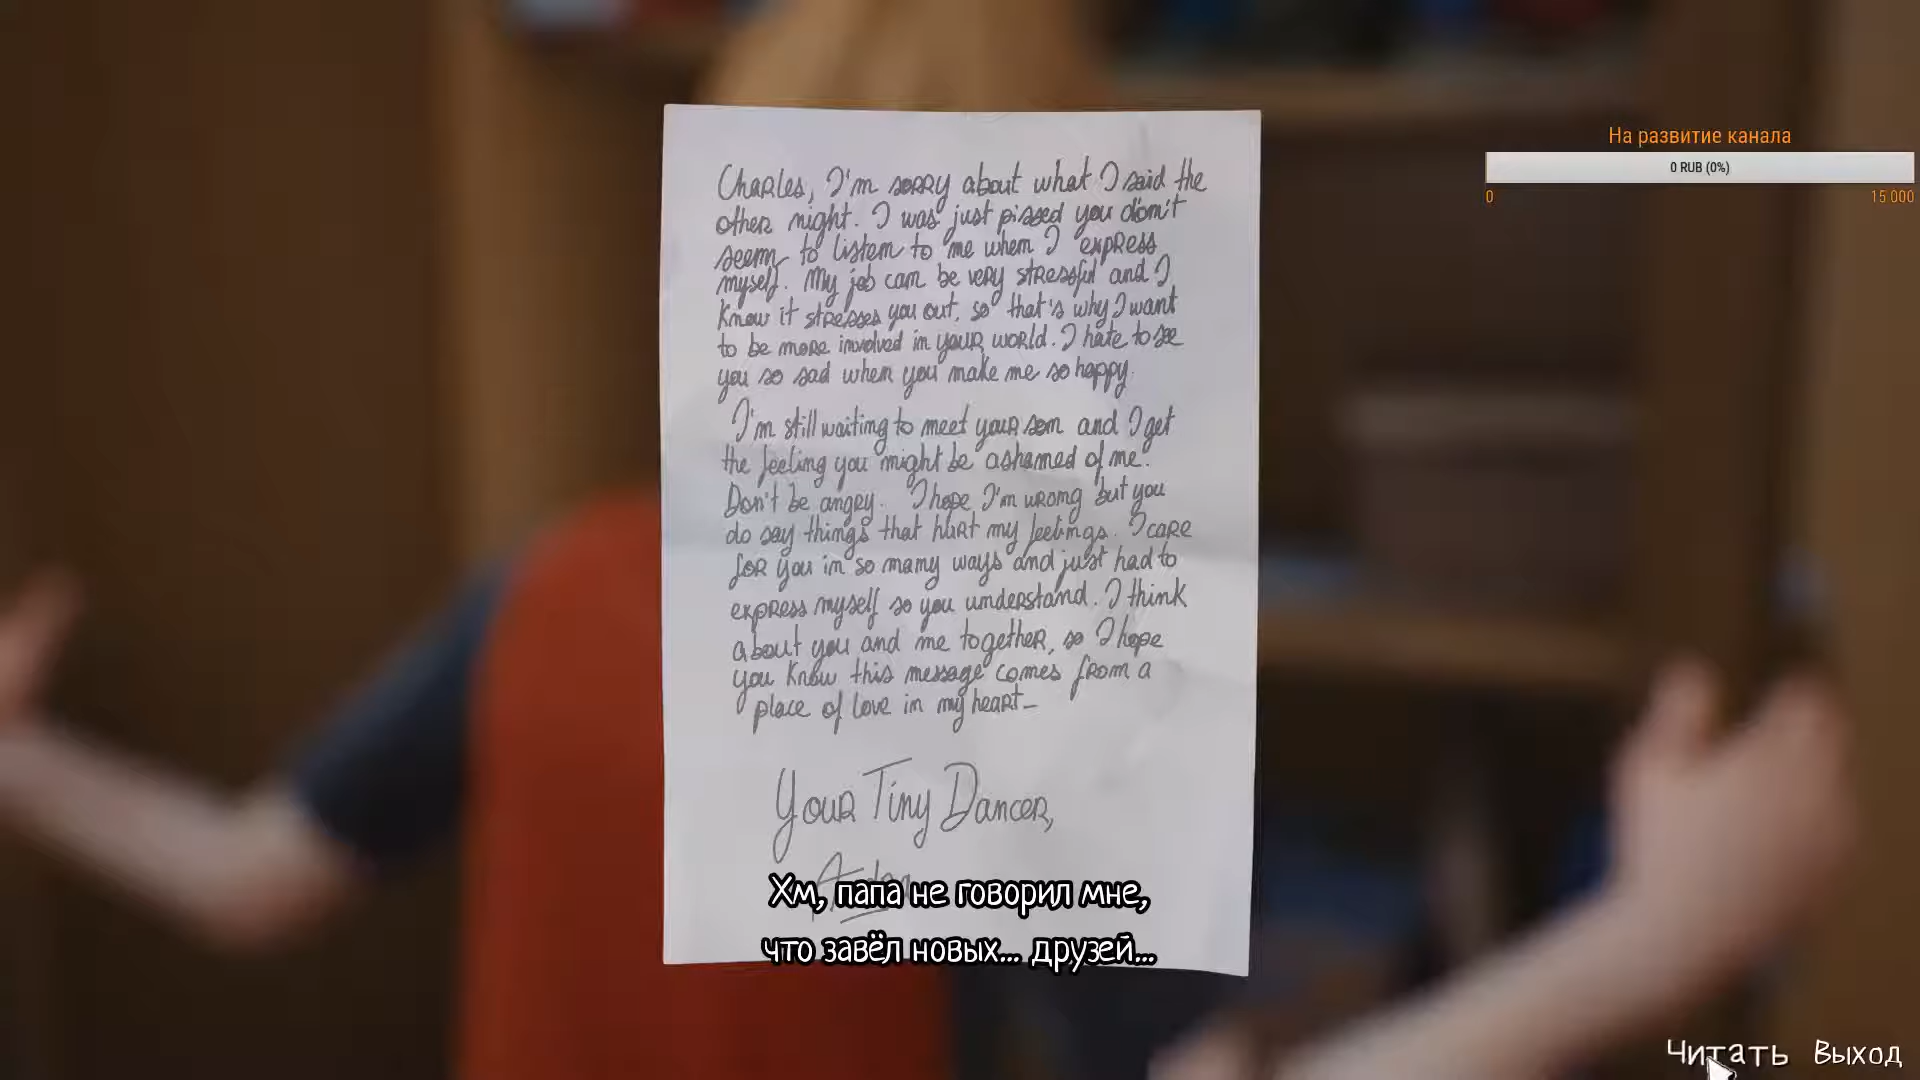 Charles, I'm sorry about what I said the
other night. I was just pissed you don't
seem to listen to me when I express
myself. My job can be very stressful and I
know it stresses you out, so that's why I want
to be more involved in your world. I hate to see
you so sad when you make me so happy.
I'm still waiting to meet your son and I get
the feeling you might be ashamed of me.
Don't be angry. I hope I'm wrong but you
do say things that hurt my feelings. I care
for you in so many ways and just had to
express myself so you understand. I think
about you and me together, so I hope
you know this message comes from a
place of love in my heart_
Your Tiny Dancer,
Хм, папа не говорил мне,
что завёл новых... друзей...
На развитие канала
0 RUB (0%)
0 15 000
Читать Выход